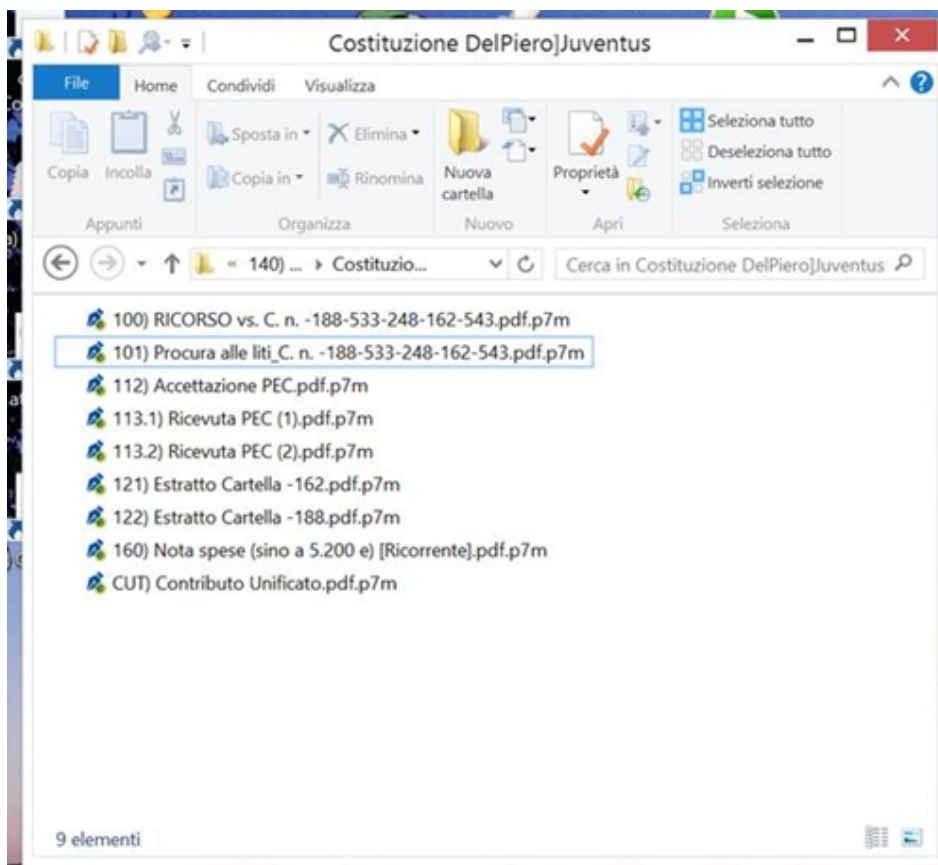 Costituzione DelPiero]Juventus
File Home Condividi Visualizza
Copia
Incolla
Sposta in
Copia in
Elimina
Rinomina
Nuova
cartella
Proprietà
Seleziona tutto
Deseleziona tutto
Inverti selezione
Appunti Organizza Nuovo Apri Seleziona
« 140) ... Costituzio... Cerca in Costituzione DelPiero]Juventus
100) RICORSO vs. C. n. -188-533-248-162-543.pdf.p7m
101) Procura alle liti_C. n. -188-533-248-162-543.pdf.p7m
112) Accettazione PEC.pdf.p7m
113.1) Ricevuta PEC (1).pdf.p7m
113.2) Ricevuta PEC (2).pdf.p7m
121) Estratto Cartella -162.pdf.p7m
122) Estratto Cartella -188.pdf.p7m
160) Nota spese (sino a 5.200 e) [Ricorrente].pdf.p7m
CUT) Contributo Unificato.pdf.p7m
9 elementi